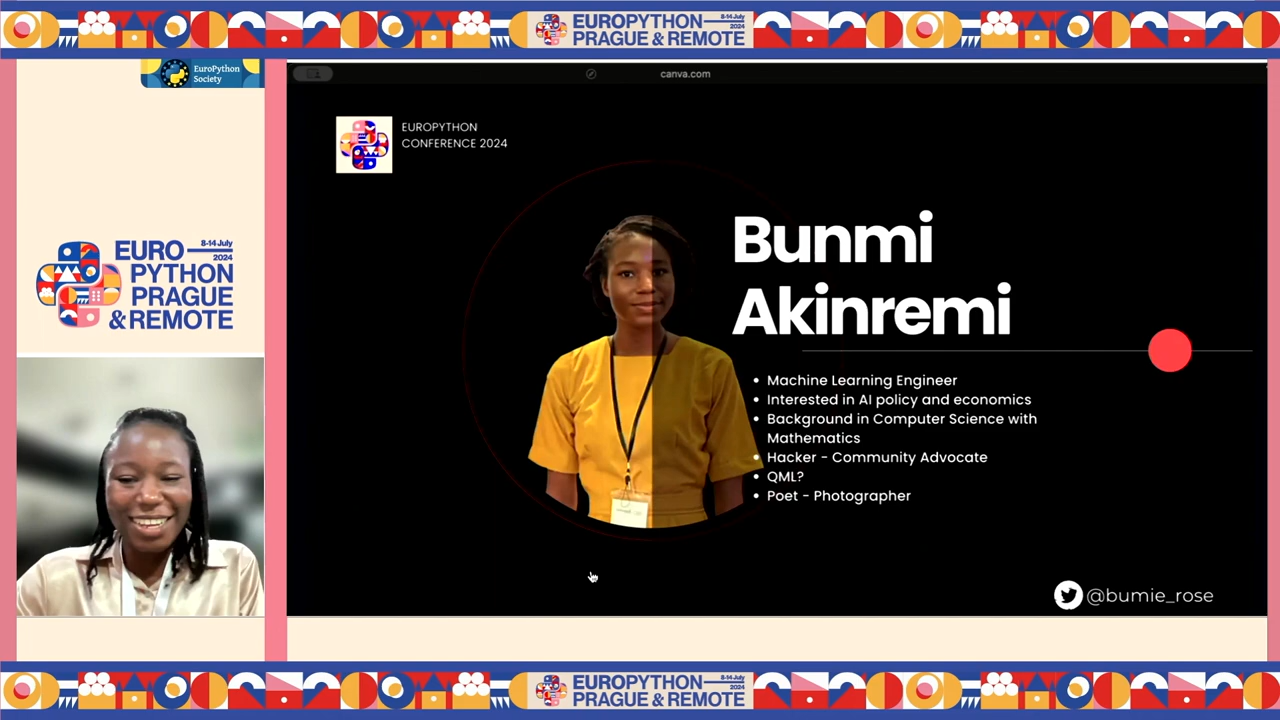 EUROPYTHON
PRAGUE & REMOTE
8-14 July
2024
EuroPython
Society
canva.com
EUROPYTHON
CONFERENCE 2024
EURO
PYTHON
PRAGUE
& REMOTE
8-14 July
2024
Bunmi
Akinremi
• Machine Learning Engineer
• Interested in AI policy and economics
• Background in Computer Science with
Mathematics
• Hacker - Community Advocate
• QML?
• Poet - Photographer
@bumie_rose
EUROPYTHON
PRAGUE & REMOTE
8-14 July
2024